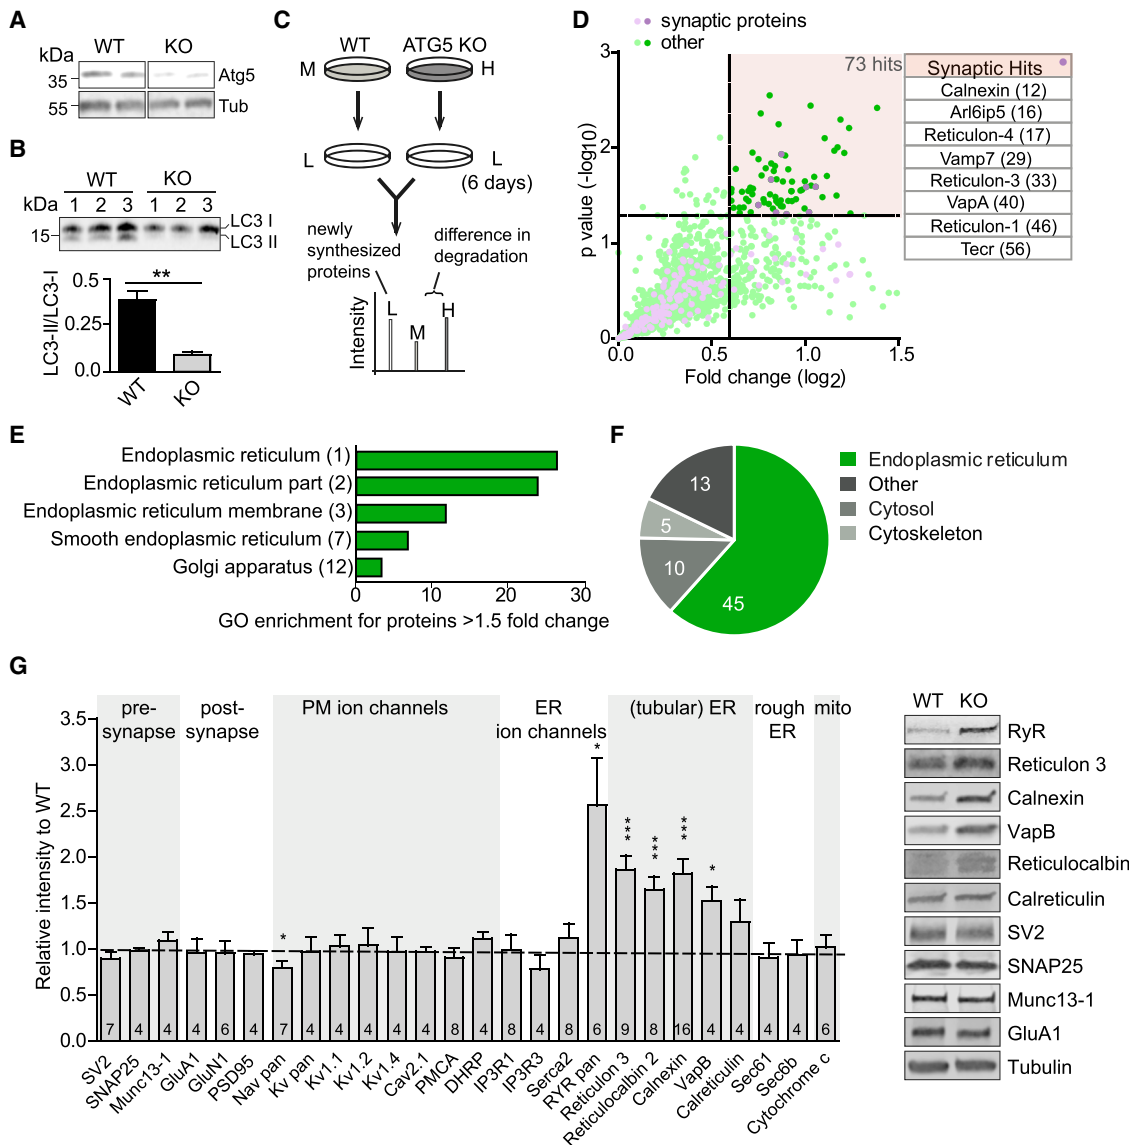 A
WT KO
kDa
35
55
Atg5
Tub
B
WT KO
kDa 1 2 3 1 2 3
15
LC3 I
LC3 II
LC3-II/LC3-I
0.5
0.25
0.0
**
WT
KO
C
WT ATG5 KO
M H
L L
(6 days)
newly
synthesized
proteins
difference in
degradation
Intensity
L
M
H
D
synaptic proteins
other
p value (-log10)
3
2
1
0
0.0 0.5 1.0 1.5
Fold change (log2)
73 hits
Synaptic Hits
Calnexin (12)
Arl6ip5 (16)
Reticulon-4 (17)
Vamp7 (29)
Reticulon-3 (33)
VapA (40)
Reticulon-1 (46)
Tecr (56)
E
Endoplasmic reticulum (1)
Endoplasmic reticulum part (2)
Endoplasmic reticulum membrane (3)
Smooth endoplasmic reticulum (7)
Golgi apparatus (12)
0 10 20 30
GO enrichment for proteins >1.5 fold change
F
13
5
10
45
Endoplasmic reticulum
Other
Cytosol
Cytoskeleton
G
Relative intensity to WT
3.5
3.0
2.5
2.0
1.5
1.0
0.5
0.0
pre-
synapse
post-
synapse
PM ion channels
ER
ion channels
(tubular) ER
rough
ER
mito
* * *** *** *** *
7 4 4 4 6 4 7 4 4 4 4 4 8 4 8 4 8 6 9 8 16 4 4 4 4 6
SV2
SNAP25
Munc13-1
GluA1
GluN1
PSD95
Nav pan
Kv pan
Kv1.1
Kv1.2
Kv1.4
Cav2.1
PMCA
DHRP
IP3R1
IP3R3
Serca2
RYR pan
Reticulon 3
Reticulocalbin 2
Calnexin
VapB
Calreticulin
Sec61
Sec6b
Cytochrome c
WT KO
RyR
Reticulon 3
Calnexin
VapB
Reticulocalbin
Calreticulin
SV2
SNAP25
Munc13-1
GluA1
Tubulin